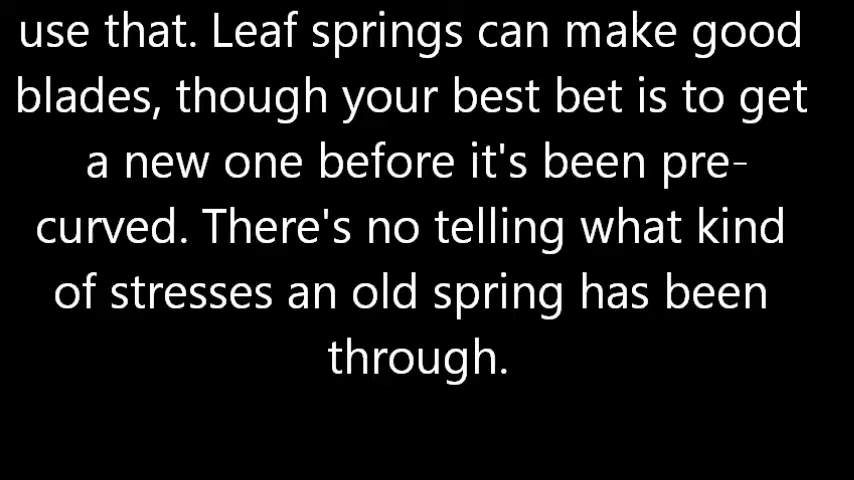 use that. Leaf springs can make good
blades, though your best bet is to get
a new one before it's been pre-
curved. There's no telling what kind
of stresses an old spring has been
through.